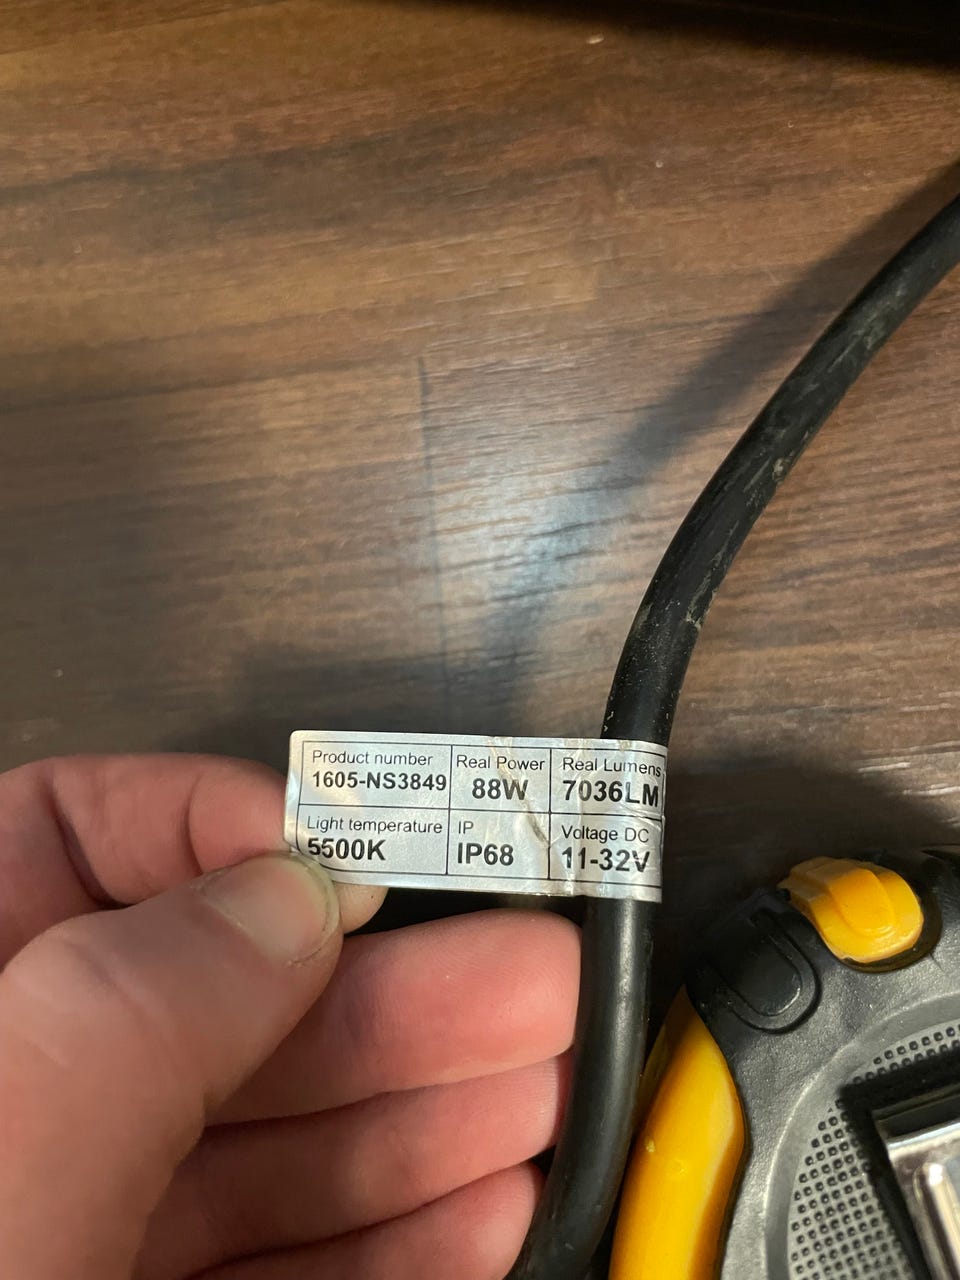 Product number
1605-NS3849
Real Power
88W
Real Lumens
7036LM
Light temperature
5500K
IP
IP68
Voltage DC
11-32V